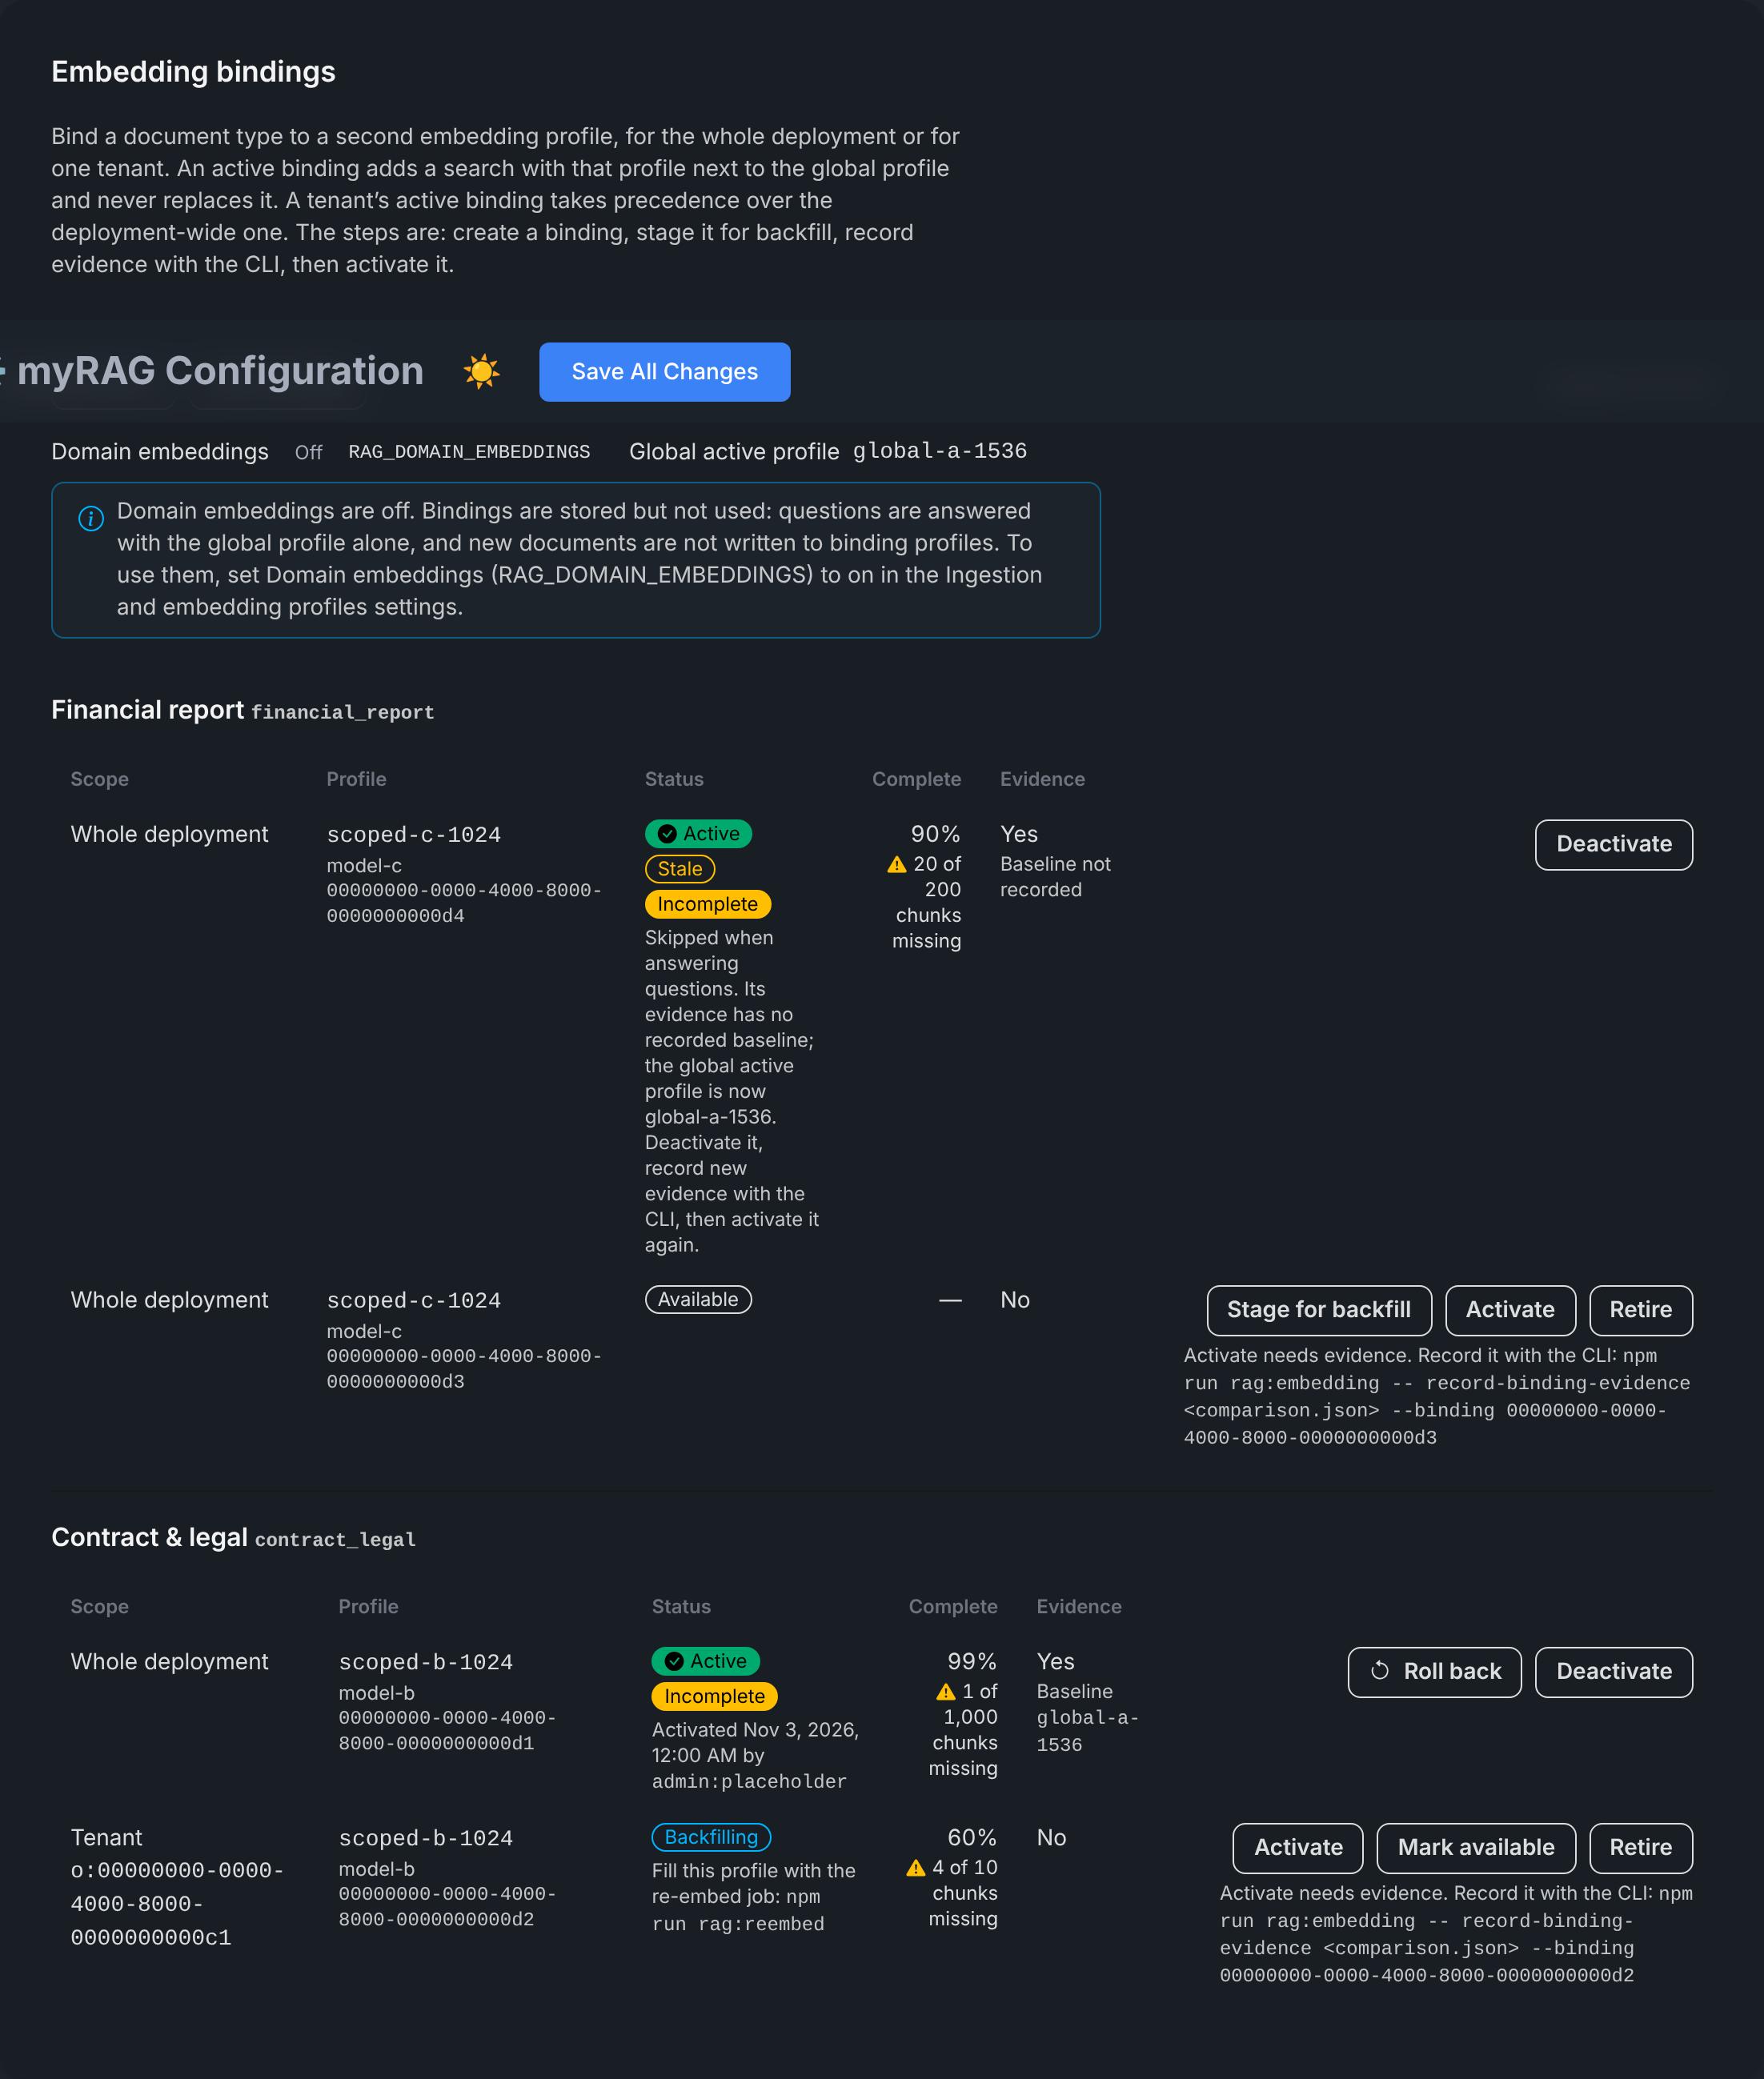 Embedding bindings
Bind a document type to a second embedding profile, for the whole deployment or for
one tenant. An active binding adds a search with that profile next to the global profile
and never replaces it. A tenant’s active binding takes precedence over the
deployment-wide one. The steps are: create a binding, stage it for backfill, record
evidence with the CLI, then activate it.
myRAG Configuration
Save All Changes
Domain embeddings Off RAG_DOMAIN_EMBEDDINGS Global active profile global-a-1536
Domain embeddings are off. Bindings are stored but not used: questions are answered
with the global profile alone, and new documents are not written to binding profiles. To
use them, set Domain embeddings (RAG_DOMAIN_EMBEDDINGS) to on in the Ingestion
and embedding profiles settings.
Financial report financial_report
Scope Profile Status Complete Evidence
Whole deployment
scoped-c-1024
model-c
00000000-0000-4000-8000-
0000000000d4
Active
Stale
Incomplete
Skipped when
answering
questions. Its
evidence has no
recorded baseline;
the global active
profile is now
global-a-1536.
Deactivate it,
record new
evidence with the
CLI, then activate it
again.
90%
20 of
200
chunks
missing
Yes
Baseline not
recorded
Deactivate
Whole deployment
scoped-c-1024
model-c
00000000-0000-4000-8000-
0000000000d3
Available
—
No
Stage for backfill Activate Retire
Activate needs evidence. Record it with the CLI: npm
run rag:embedding -- record-binding-evidence
<comparison.json> --binding 00000000-0000-
4000-8000-0000000000d3
Contract & legal contract_legal
Scope Profile Status Complete Evidence
Whole deployment
scoped-b-1024
model-b
00000000-0000-4000-
8000-0000000000d1
Active
Incomplete
Activated Nov 3, 2026,
12:00 AM by
admin:placeholder
99%
1 of
1,000
chunks
missing
Yes
Baseline
global-a-
1536
Roll back Deactivate
Tenant
o:00000000-0000-
4000-8000-
0000000000c1
scoped-b-1024
model-b
00000000-0000-4000-
8000-0000000000d2
Backfilling
Fill this profile with the
re-embed job: npm
run rag:reembed
60%
4 of 10
chunks
missing
No
Activate Mark available Retire
Activate needs evidence. Record it with the CLI: npm
run rag:embedding -- record-binding-
evidence <comparison.json> --binding
00000000-0000-4000-8000-0000000000d2